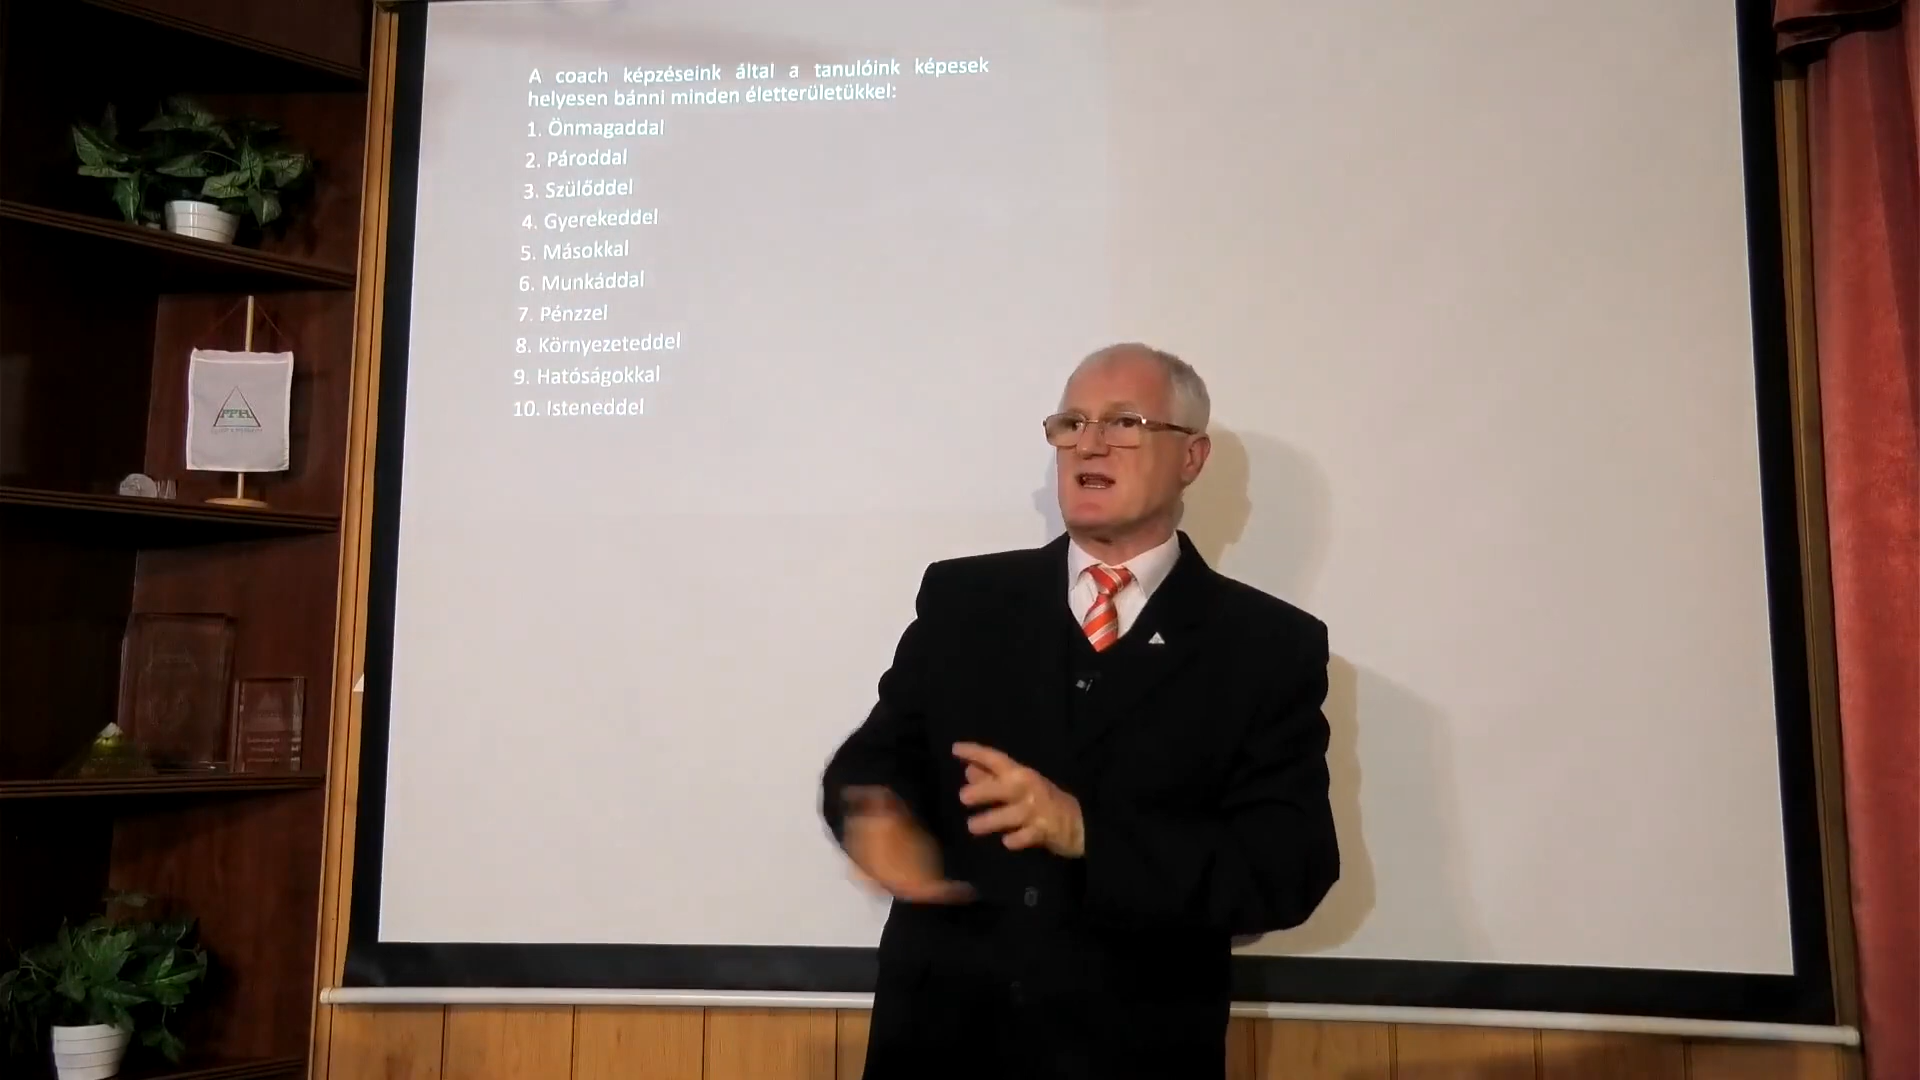 A coach képzéseink által a tanulóink képesek
helyesen bánni minden életterületükkel:
1. Önmagaddal
2. Pároddal
3. Szülőddel
4. Gyerekeddel
5. Másokkal
6. Munkáddal
7. Pénzzel
8. Környezeteddel
9. Hatóságokkal
10. Isteneddel